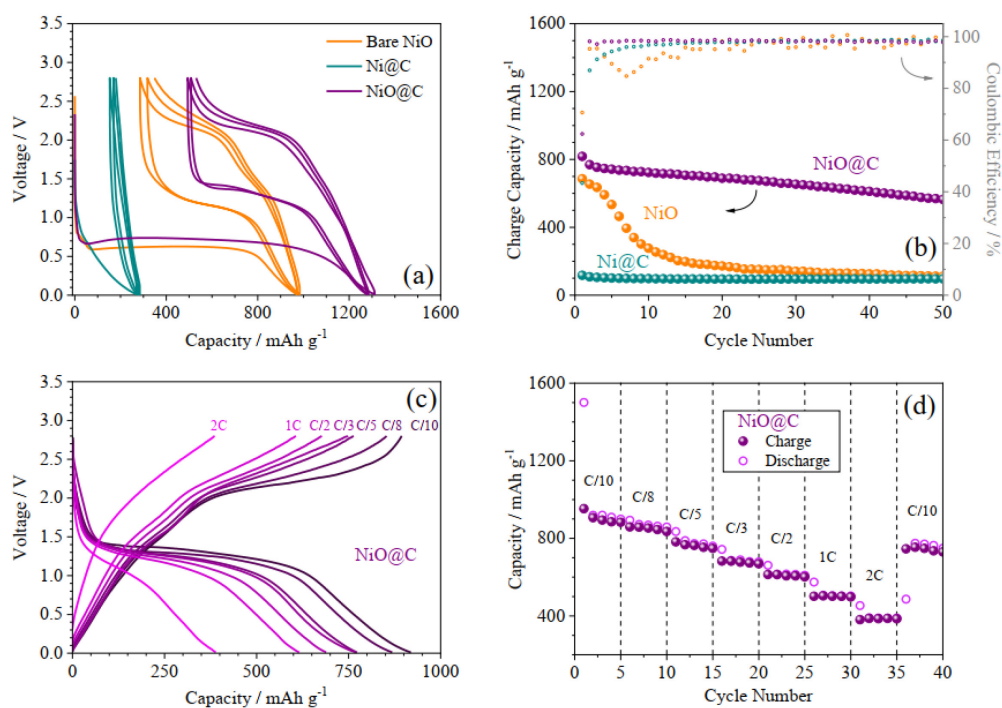 3.5
3.0
2.5
2.0
1.5
1.0
0.5
0.0
Voltage / V
Bare NiO
Ni@C
NiO@C
(a)
0 400 800 1200 1600
Capacity / mAh g⁻¹
1600
1400
1200
1000
800
600
400
200
0
Charge Capacity / mAh g⁻¹
NiO@C
NiO
Ni@C
(b)
100
80
60
40
20
0
Coulombic Efficiency / %
0 10 20 30 40 50
Cycle Number
3.5
3.0
2.5
2.0
1.5
1.0
0.5
0.0
Voltage / V
(c)
2C 1C C/2 C/3 C/5 C/8 C/10
NiO@C
0 250 500 750 1000
Capacity / mAh g⁻¹
1600
1200
800
400
Capacity / mAh g⁻¹
(d)
NiO@C
Charge
Discharge
C/10
C/8
C/5
C/3
C/2
1C
2C
C/10
0 5 10 15 20 25 30 35 40
Cycle Number